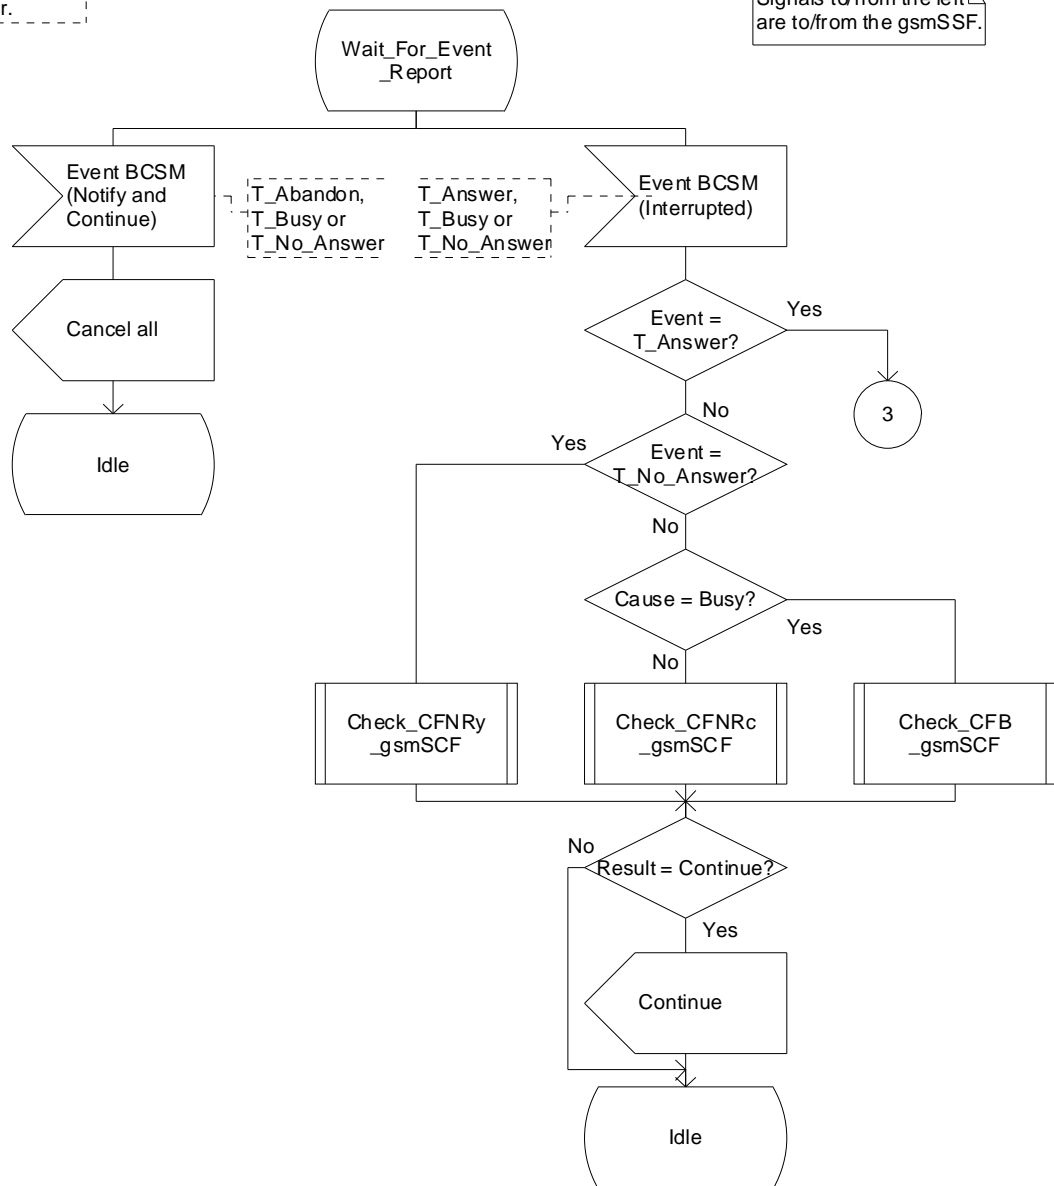 r.
Signals to/from the left
are to/from the gsmSSF.
Wait_For_Event
_Report
Event BCSM
(Notify and
Continue)
T_Abandon,
T_Busy or
T_No_Answer
T_Answer,
T_Busy or
T_No_Answer
Event BCSM
(Interrupted)
Cancel all
Idle
Event =
T_Answer?
Yes
3
No
Event =
T_No_Answer?
Yes
No
Cause = Busy?
Yes
No
Check_CFNRy
_gsmSCF
Check_CFNRc
_gsmSCF
Check_CFB
_gsmSCF
No
Result = Continue?
Yes
Continue
Idle